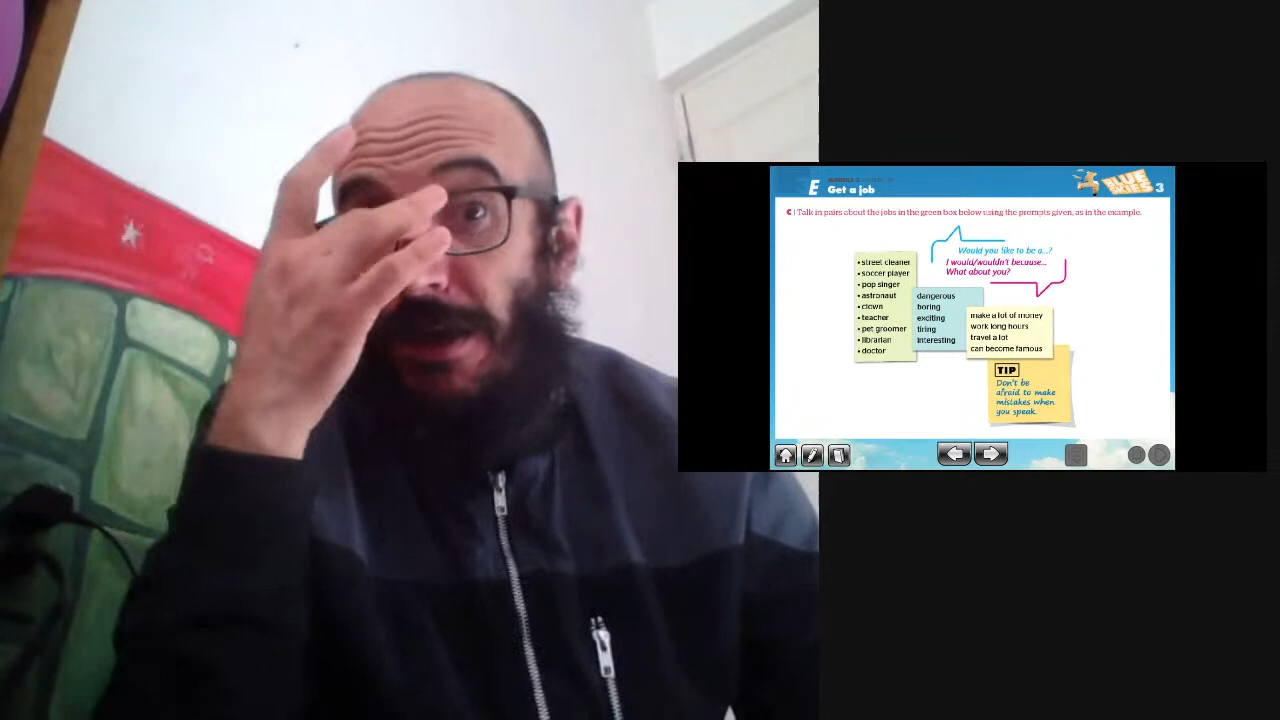 E Get a job
BLUE SKIES 3
C | Talk in pairs about the jobs in the green box below using the prompts given, as in the example.
Would you like to be a...?
I would/wouldn't because...
What about you?
• street cleaner
• soccer player
• pop singer
• astronaut
• clown
• teacher
• pet groomer
• librarian
• doctor
dangerous
boring
exciting
tiring
interesting
make a lot of money
work long hours
travel a lot
can become famous
TIP
Don't be
afraid to make
mistakes when
you speak.